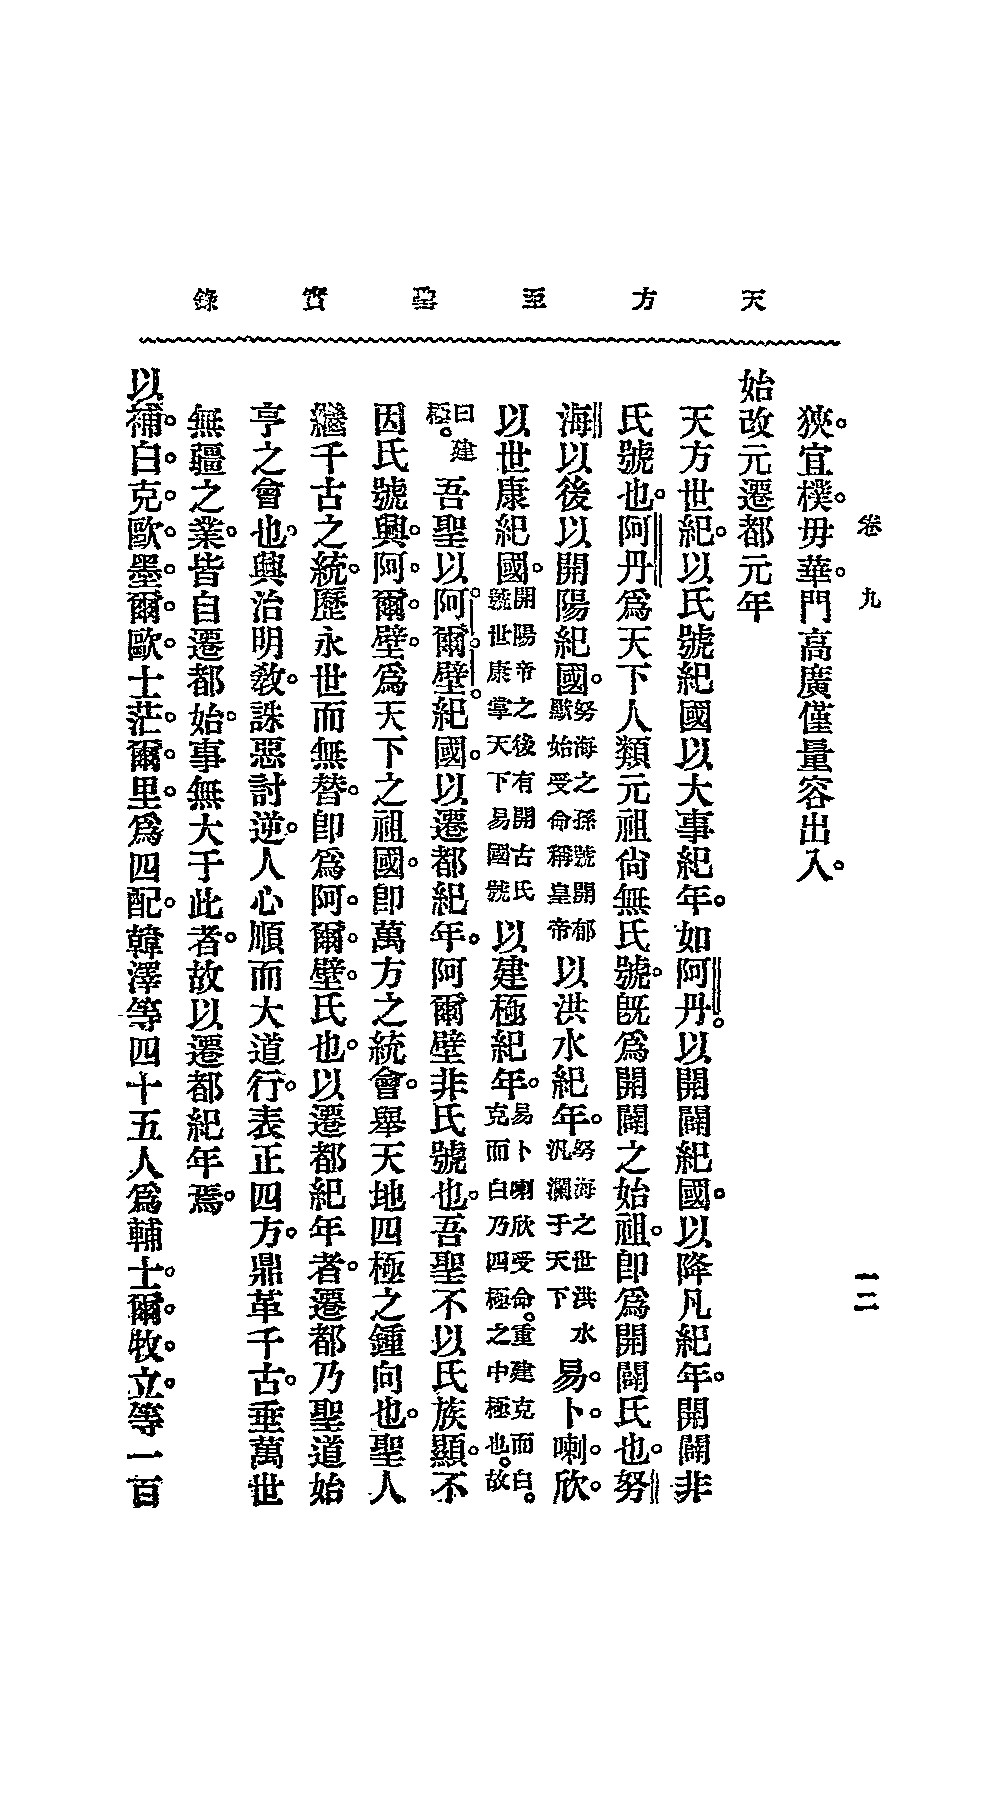 天方至聖實錄
卷九
一二
狹。宜樸。毋華。門高廣僅量容出入。
始改元遷都元年
天方世紀。以氏號紀國以大事紀年。如阿丹。以開闢紀國。以降凡紀年。開闢非
氏號也。阿丹爲天下人類元祖尙無氏號。旣爲開闢之始祖。卽爲開闢氏也。努
海以後以開陽紀國。努海之孫號開郁默始受命稱皇帝以洪水紀年。努海之世洪水汎瀾于天下易。卜。喇。欣。
以世康紀國。開陽帝之後有開古氏號世康掌天下易國號以建極紀年。易卜喇欣受命。重建克而白。克而白乃四極之中極也。故
曰建極。吾聖以阿。爾。壁。紀國。以遷都紀年。阿爾壁非氏號也。吾聖不以氏族顯。不
因氏號興。阿。爾。壁。爲天下之祖國。卽萬方之統會。舉天地四極之鍾向也。聖人
繼千古之統。歷永世而無替。卽爲阿。爾。壁。氏也。以遷都紀年者。遷都乃聖道始
亨之會也。興治明敎。誅惡討逆。人心順而大道行。表正四方。鼎革千古。垂萬世
無疆之業。皆自遷都始。事無大于此者。故以遷都紀年焉。
以補。白。克。歐。墨。爾。歐。士茫。爾。里。爲四配。韓澤等四十五人爲輔士。爾。牧。立。等一百